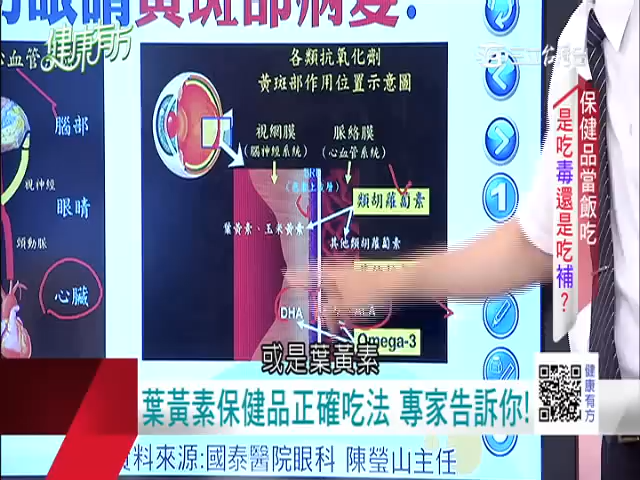 眼睛黃斑部病變.
健康有方
心血管
各類抗氧化劑
黃斑部作用位置示意圖
視網膜
(腦神經系統)
脈絡膜
(心血管系統)
腦部
視神經
眼睛
頸動脈
心臟
類胡蘿蔔素
葉黃素、玉米黃素
其他類胡蘿蔔素
DHA
ALA
Omega-3
1
保健品當飯吃
是吃毒還是吃補?
或是葉黃素
葉黃素保健品正確吃法 專家告訴你!
健康有方
資料來源:國泰醫院眼科 陳瑩山主任